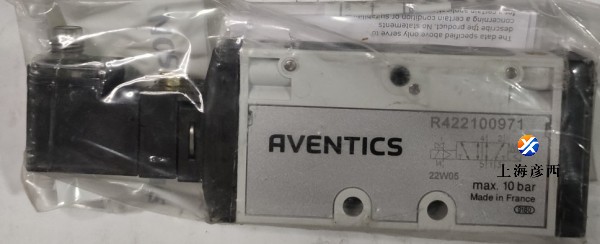 The data specified above only serve to
describe the product. No statements
concerning a certain condition or suitability
AVENTICS
R422100971
22W05
max. 10 bar
Made in France
上海彦西